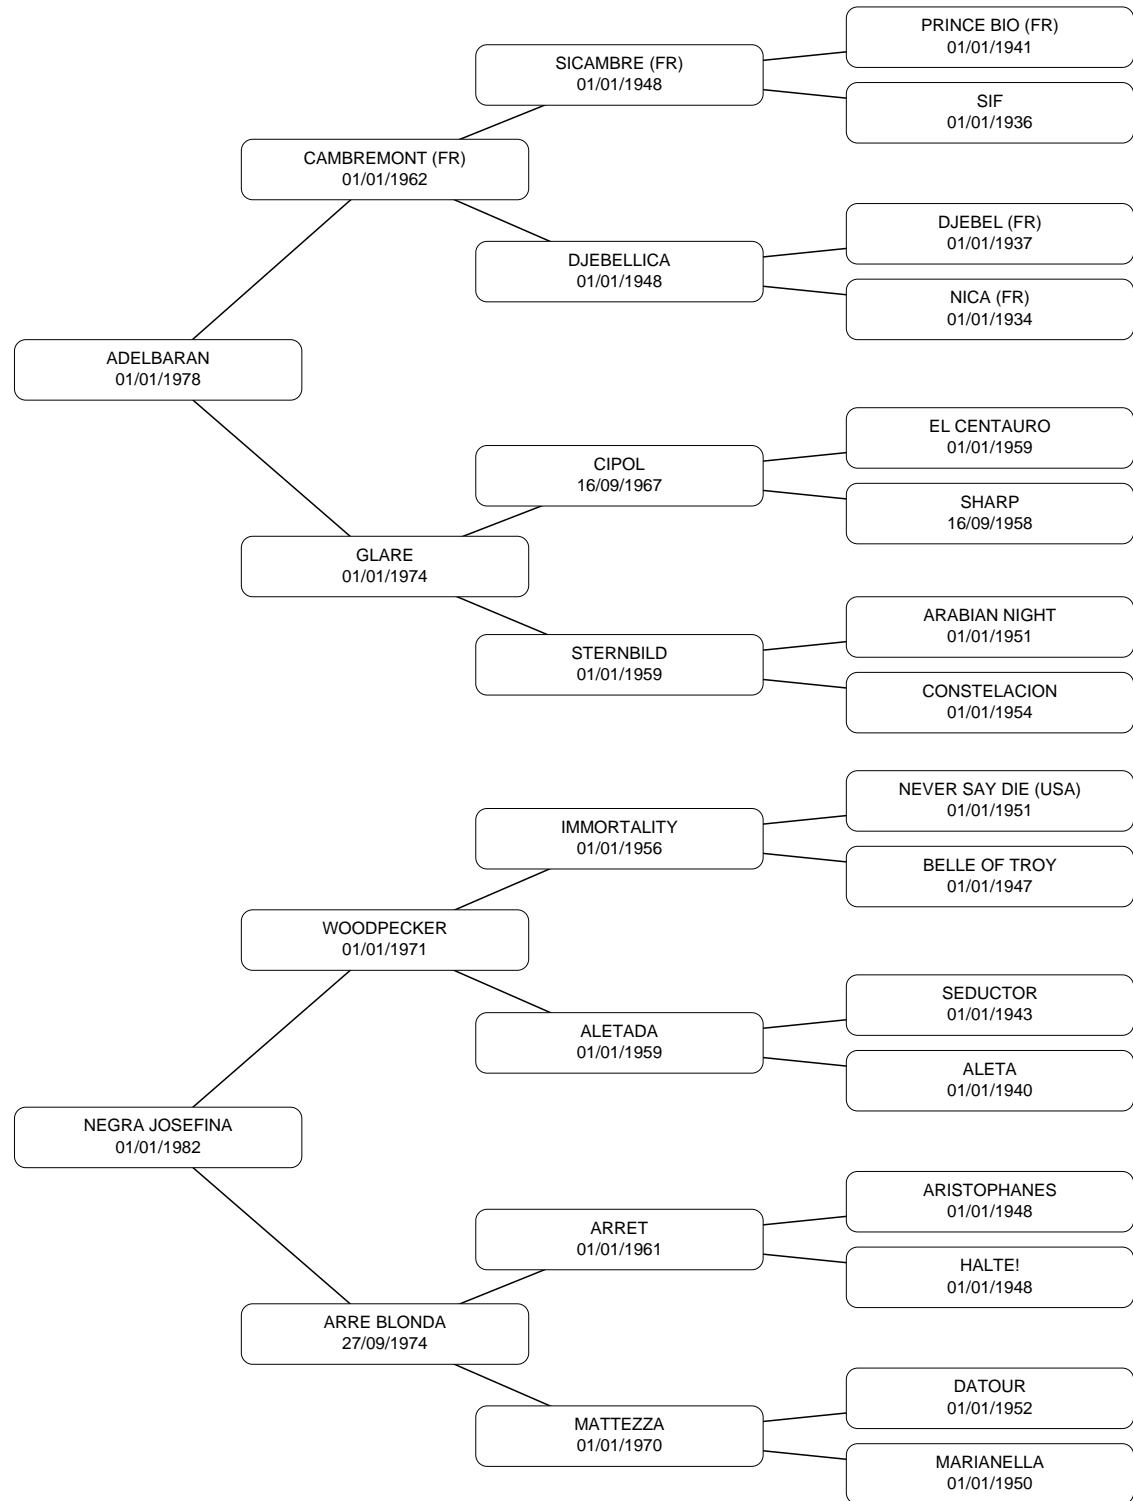 PRINCE BIO (FR)
01/01/1941
SICAMBRE (FR)
01/01/1948
SIF
01/01/1936
CAMBREMONT (FR)
01/01/1962
DJEBEL (FR)
01/01/1937
DJEBELLICA
01/01/1948
NICA (FR)
01/01/1934
ADELBARAN
01/01/1978
EL CENTAURO
01/01/1959
CIPOL
16/09/1967
SHARP
16/09/1958
GLARE
01/01/1974
ARABIAN NIGHT
01/01/1951
STERNBILD
01/01/1959
CONSTELACION
01/01/1954
NEVER SAY DIE (USA)
01/01/1951
IMMORTALITY
01/01/1956
BELLE OF TROY
01/01/1947
WOODPECKER
01/01/1971
SEDUCTOR
01/01/1943
ALETADA
01/01/1959
ALETA
01/01/1940
NEGRA JOSEFINA
01/01/1982
ARISTOPHANES
01/01/1948
ARRET
01/01/1961
HALTE!
01/01/1948
ARRE BLONDA
27/09/1974
DATOUR
01/01/1952
MATTEZZA
01/01/1970
MARIANELLA
01/01/1950